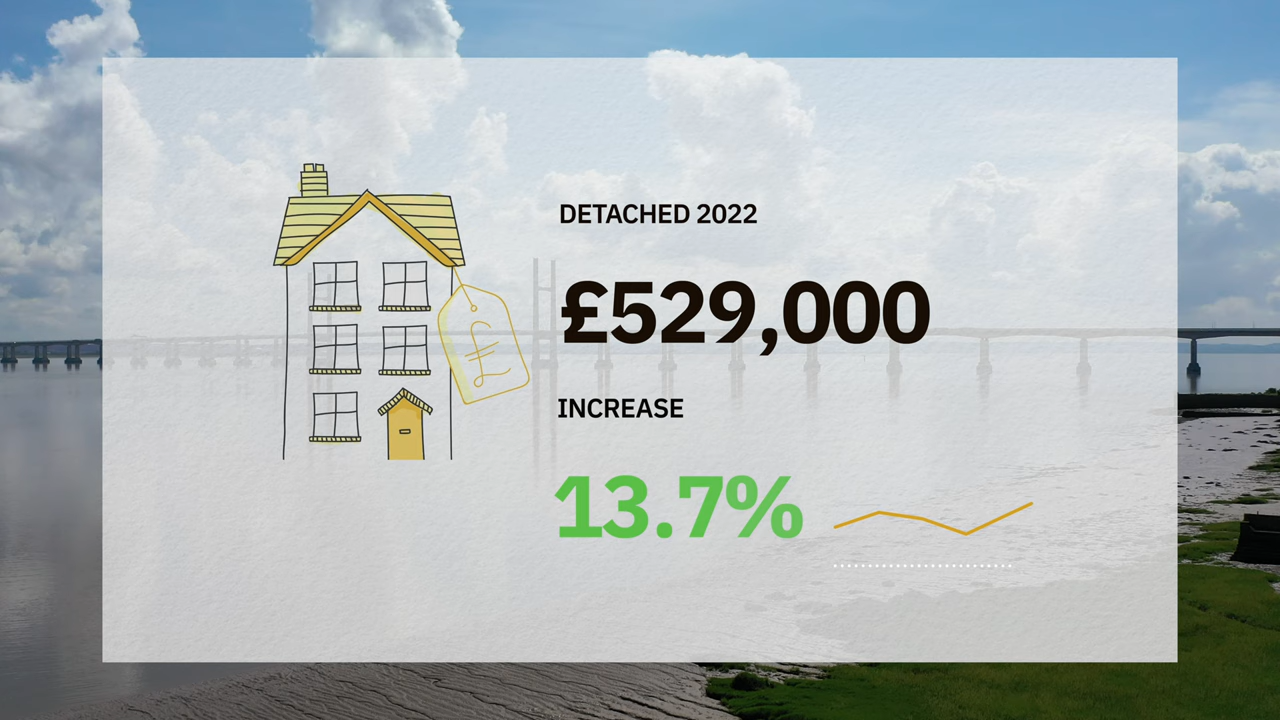 DETACHED 2022
£529,000
£
INCREASE
13.7%